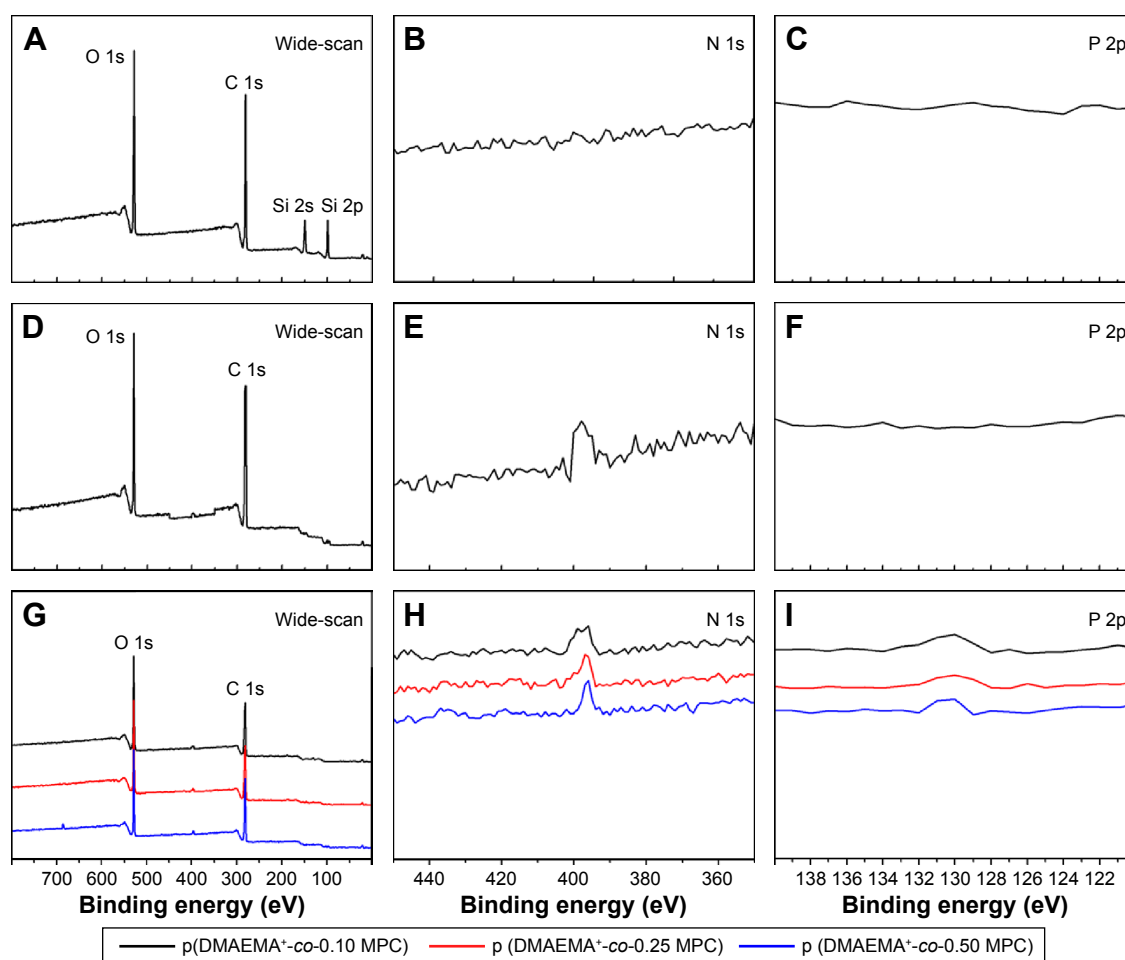 A
Wide-scan
O 1s
C 1s
Si 2s
Si 2p
B
N 1s
C
P 2p
D
Wide-scan
O 1s
C 1s
E
N 1s
F
P 2p
G
Wide-scan
O 1s
C 1s
H
N 1s
I
P 2p
700 600 500 400 300 200 100
440 420 400 380 360
138 136 134 132 130 128 126 124 122
Binding energy (eV)
Binding energy (eV)
Binding energy (eV)
p(DMAEMA⁺-co-0.10 MPC) p (DMAEMA⁺-co-0.25 MPC) p (DMAEMA⁺-co-0.50 MPC)